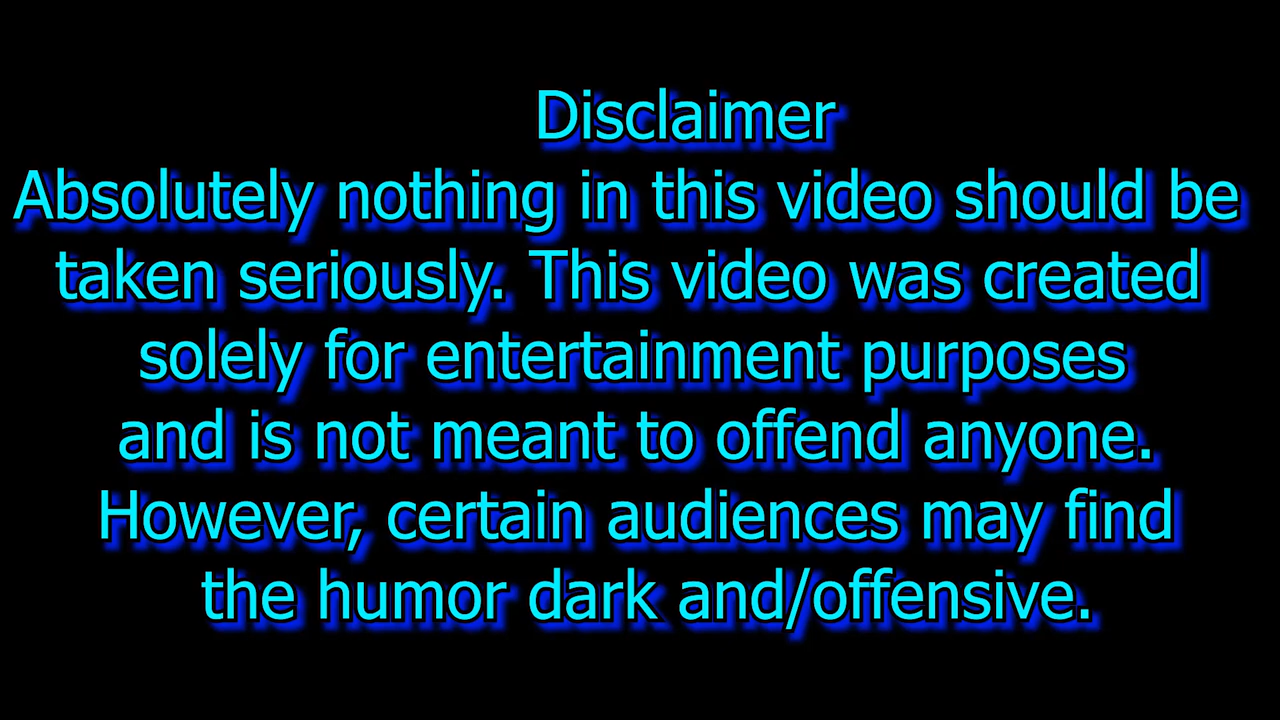 Disclaimer
Absolutely nothing in this video should be
taken seriously. This video was created
solely for entertainment purposes
and is not meant to offend anyone.
However, certain audiences may find
the humor dark and/offensive.